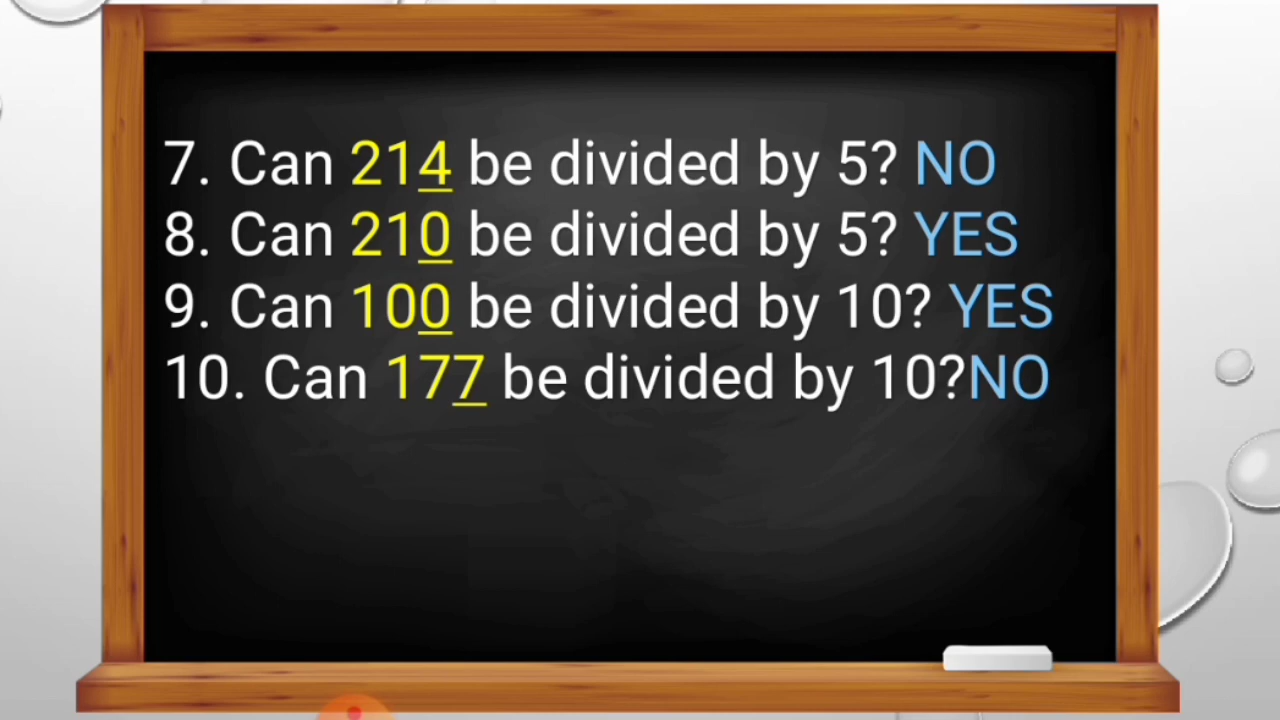 7. Can 214 be divided by 5? NO
8. Can 210 be divided by 5? YES
9. Can 100 be divided by 10? YES
10. Can 177 be divided by 10?NO